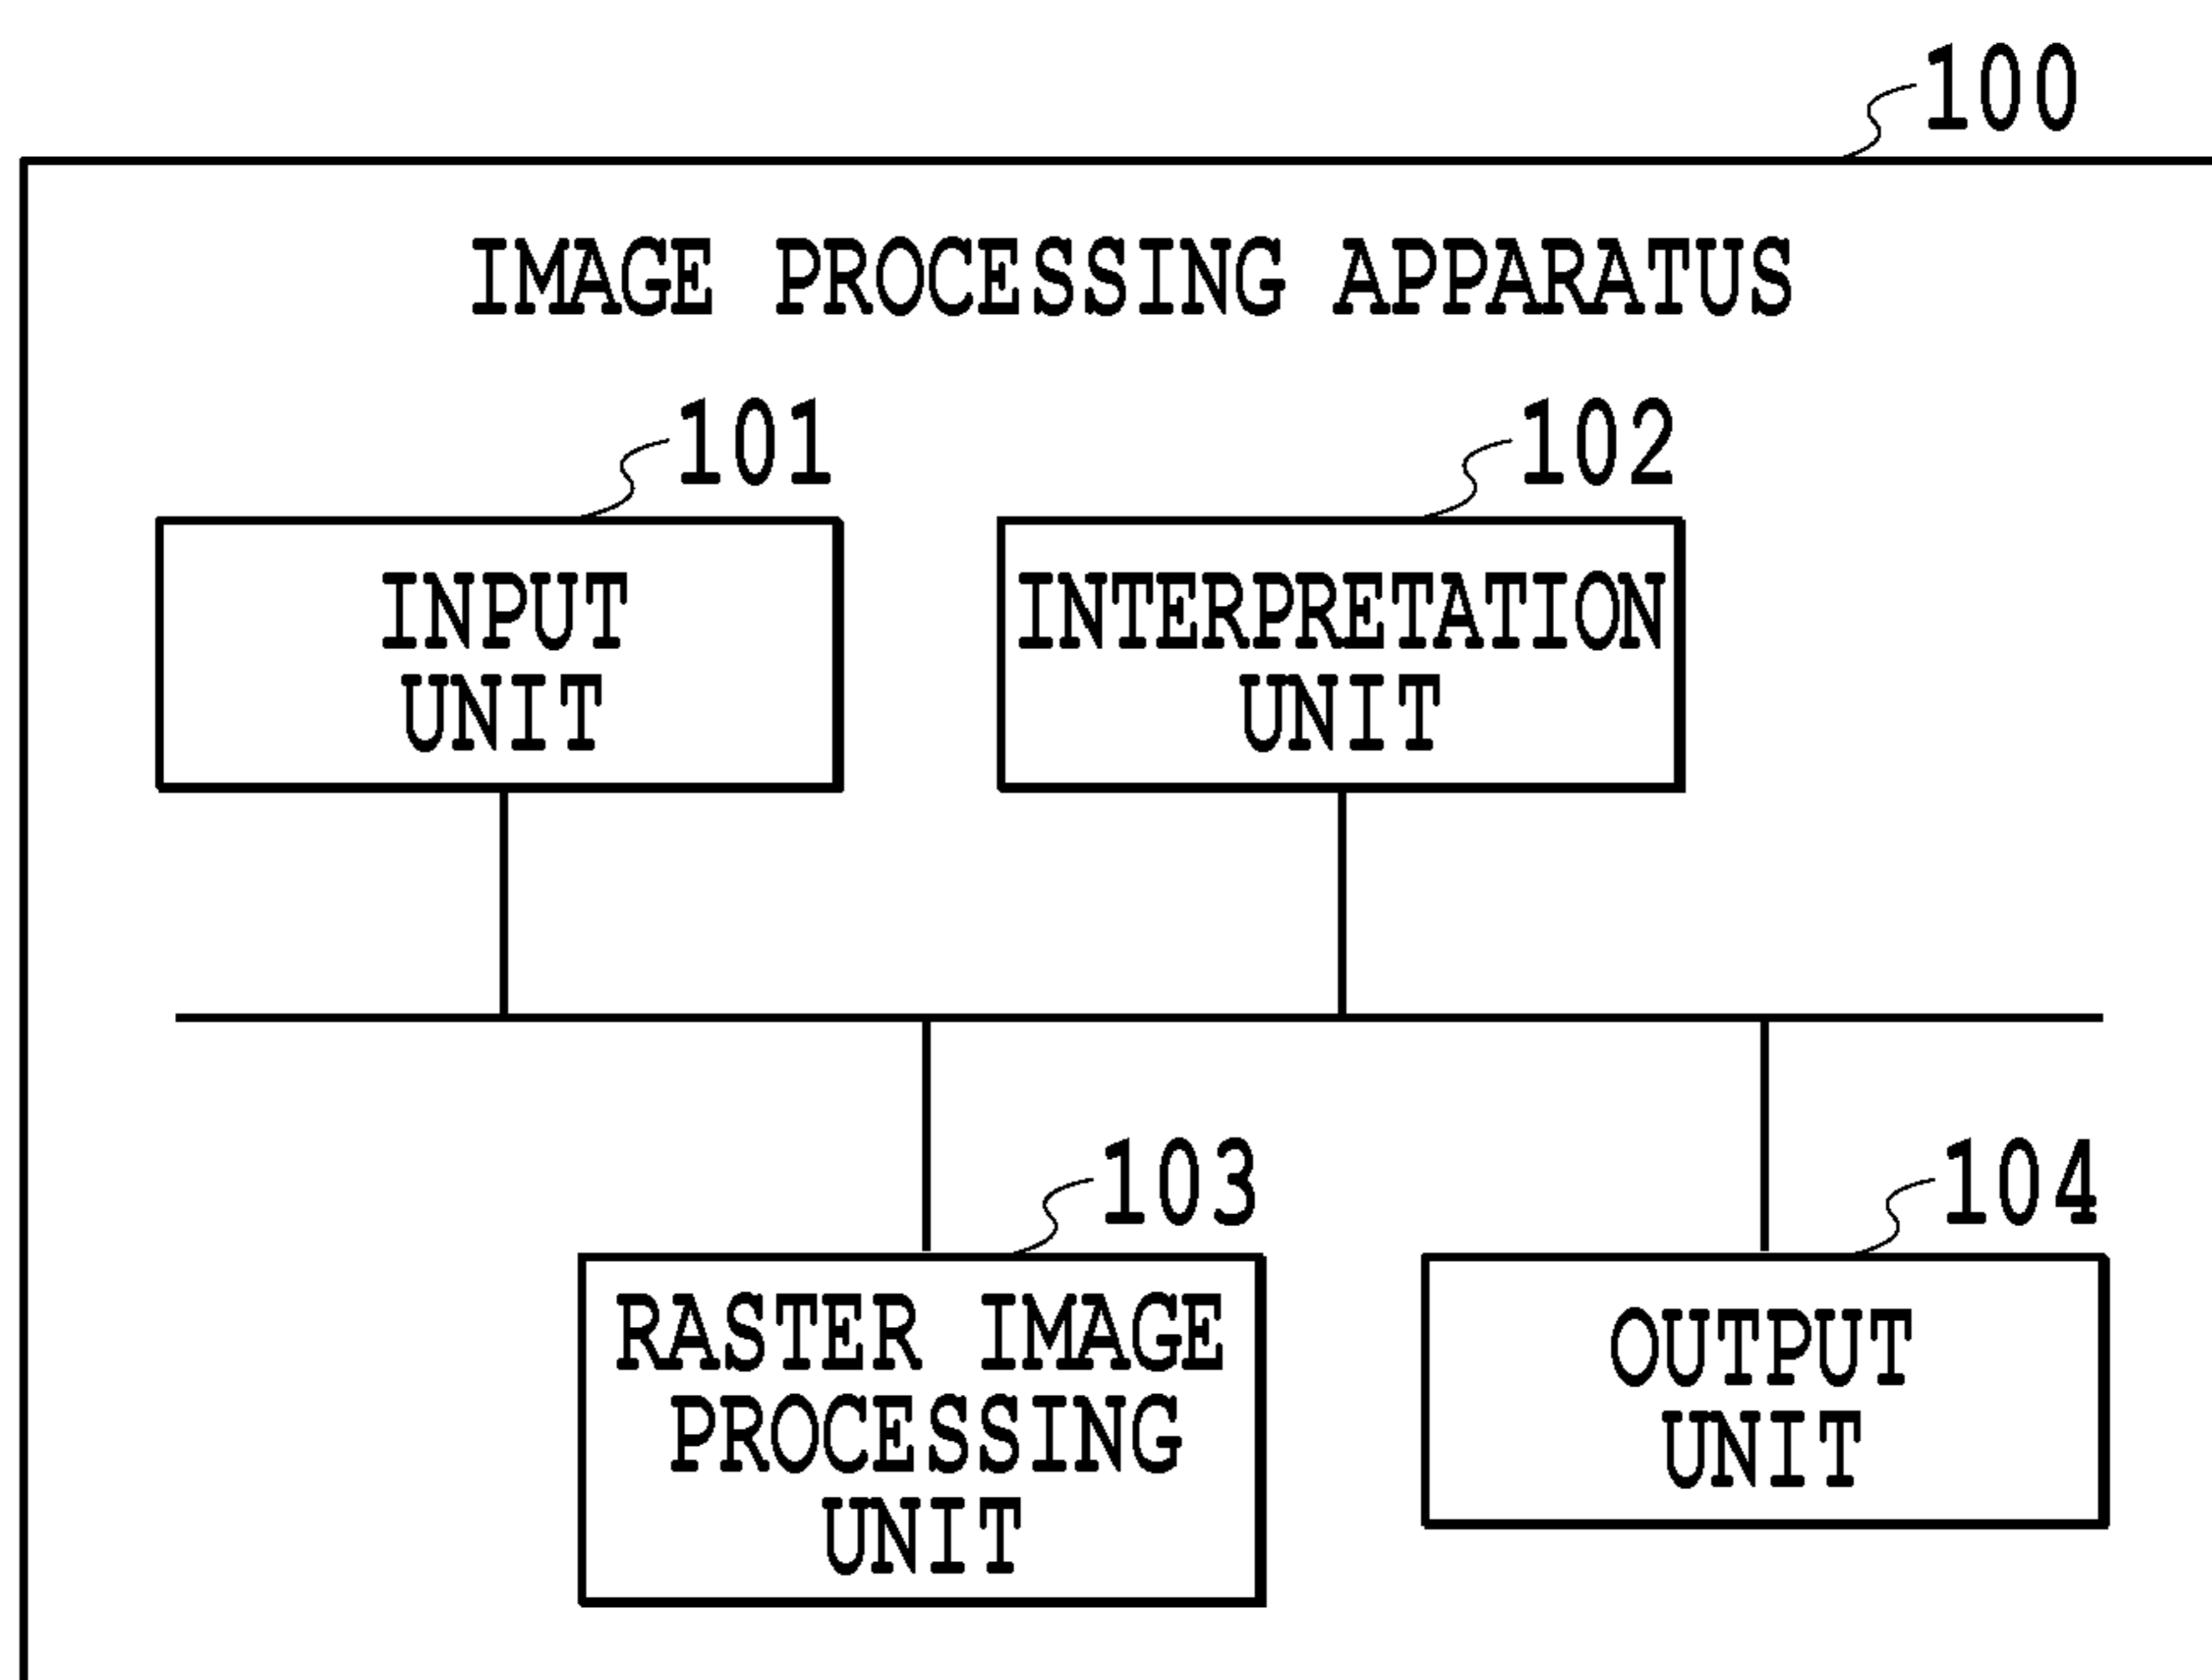 100
IMAGE PROCESSING APPARATUS
101
102
INPUT
UNIT
INTERPRETATION
UNIT
103
104
RASTER IMAGE
PROCESSING
UNIT
OUTPUT
UNIT